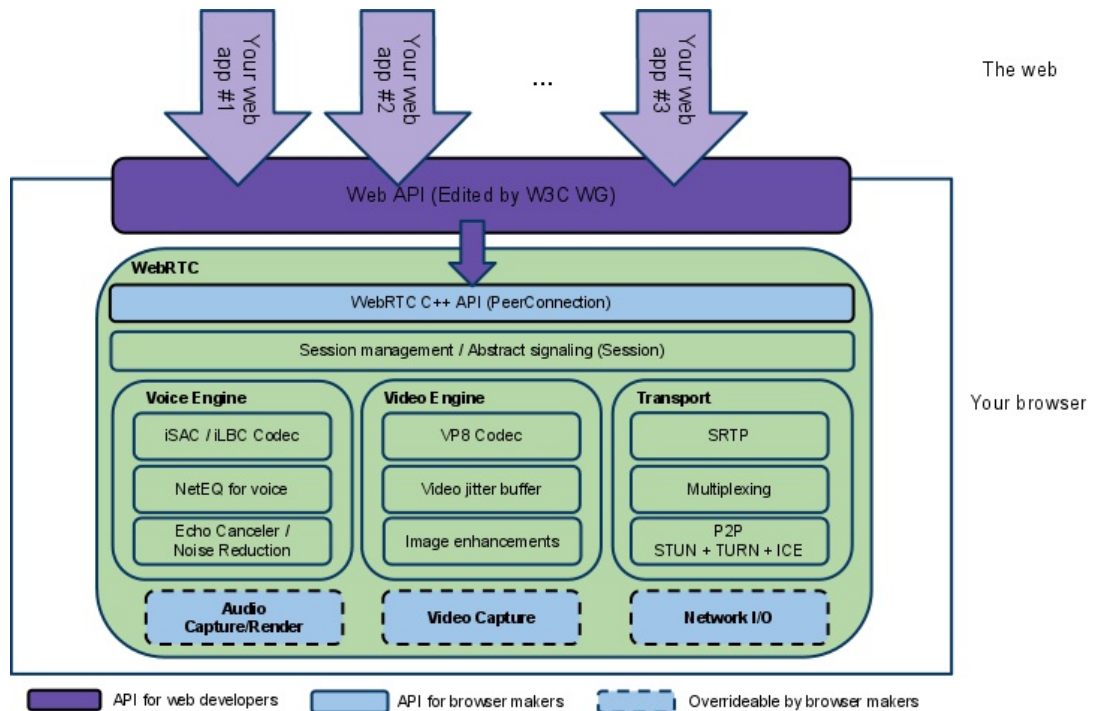 Your web
app #1
Your web
app #2
...
Your web
app #3
The web
Web API (Edited by W3C WG)
WebRTC
WebRTC C++ API (PeerConnection)
Session management / Abstract signaling (Session)
Your browser
Voice Engine
iSAC / iLBC Codec
NetEQ for voice
Echo Canceler /
Noise Reduction
Video Engine
VP8 Codec
Video jitter buffer
Image enhancements
Transport
SRTP
Multiplexing
P2P
STUN + TURN + ICE
Audio
Capture/Render
Video Capture
Network I/O
API for web developers
API for browser makers
Overrideable by browser makers